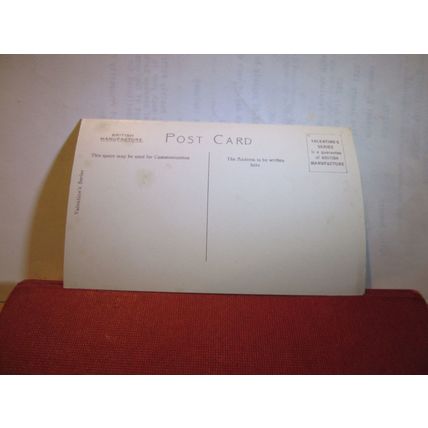 BRITISH
MANUFACTURE
POST CARD
This space may be used for Communication
The Address to be written
here
VALENTINE'S
SERIES
is a guarantee
of BRITISH
MANUFACTURE
Valentine's Series